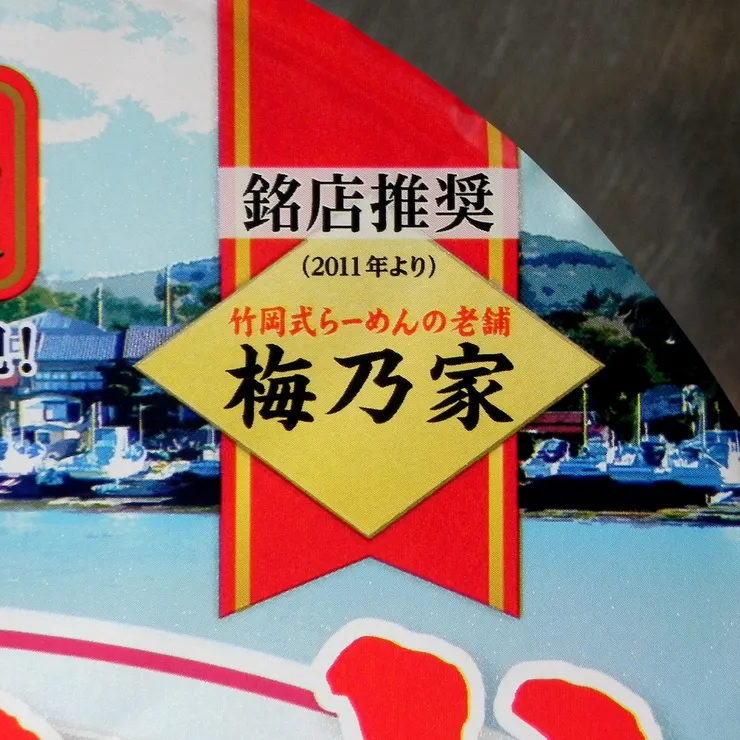 銘店推奨
(2011年より)
竹岡式らーめんの老舗
梅乃家
!